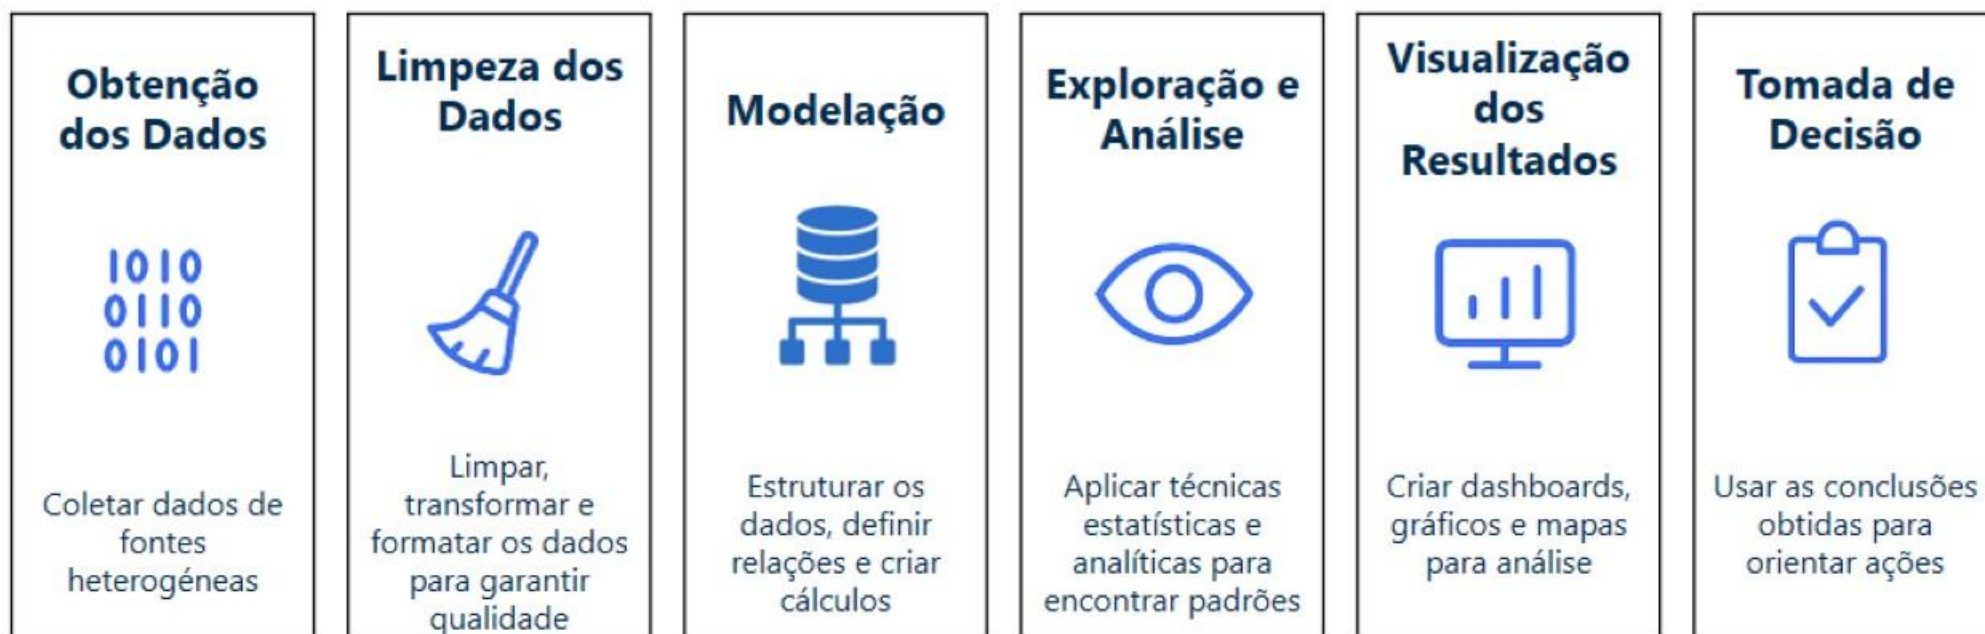 Obtenção
dos Dados
1010
0110
0101
Coletar dados de
fontes
heterogéneas
Limpeza dos
Dados
Limpar,
transformar e
formatar os dados
para garantir
qualidade
Modelação
Estruturar os
dados, definir
relações e criar
cálculos
Exploração e
Análise
Aplicar técnicas
estatísticas e
analíticas para
encontrar padrões
Visualização
dos
Resultados
Criar dashboards,
gráficos e mapas
para análise
Tomada de
Decisão
Usar as conclusões
obtidas para
orientar ações